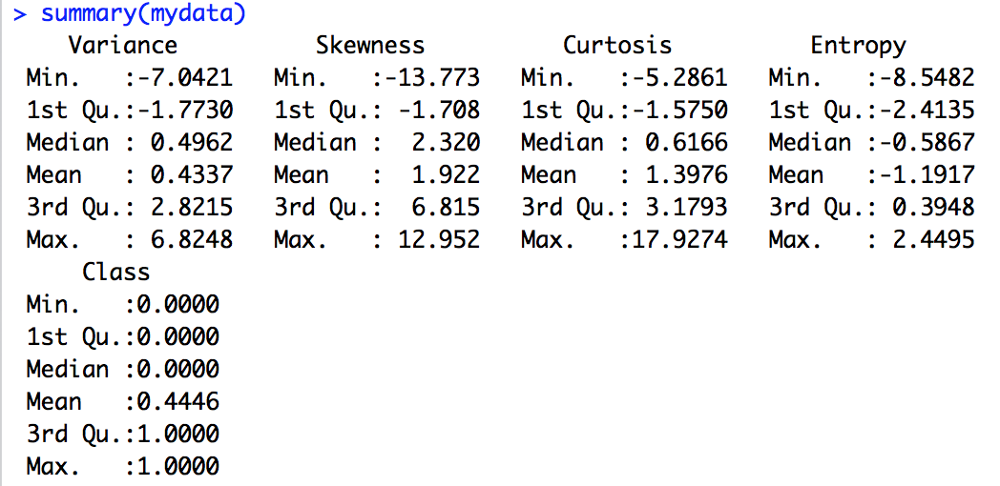 > summary(mydata)
    Variance          Skewness          Curtosis          Entropy
 Min.   :-7.0421   Min.   :-13.773   Min.   :-5.2861   Min.   :-8.5482
 1st Qu.:-1.7730   1st Qu.: -1.708   1st Qu.:-1.5750   1st Qu.:-2.4135
 Median : 0.4962   Median :  2.320   Median : 0.6166   Median :-0.5867
 Mean   : 0.4337   Mean   :  1.922   Mean   : 1.3976   Mean   :-1.1917
 3rd Qu.: 2.8215   3rd Qu.:  6.815   3rd Qu.: 3.1793   3rd Qu.: 0.3948
 Max.   : 6.8248   Max.   : 12.952   Max.   :17.9274   Max.   : 2.4495
     Class
 Min.   :0.0000
 1st Qu.:0.0000
 Median :0.0000
 Mean   :0.4446
 3rd Qu.:1.0000
 Max.   :1.0000